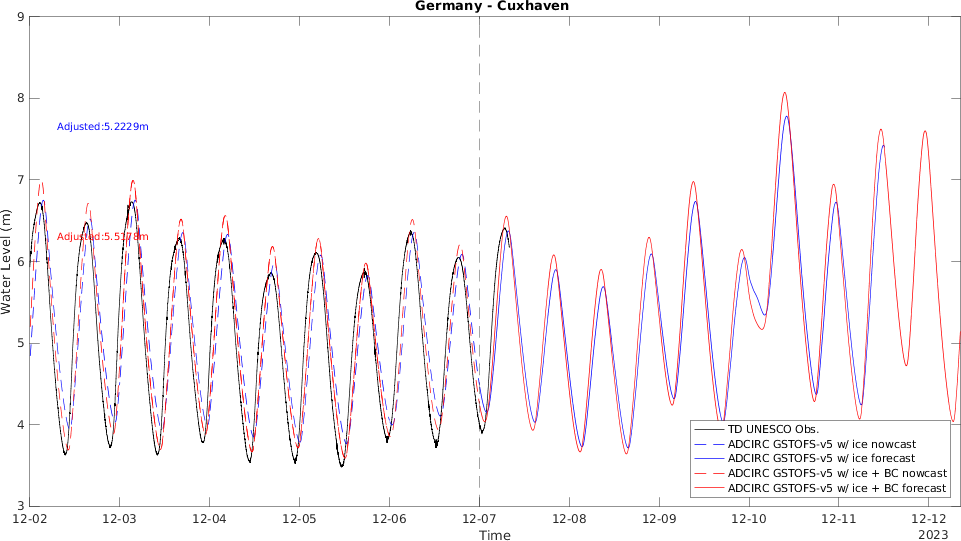 Germany - Cuxhaven
Water Level (m)
9
8
7
6
5
4
3
Adjusted:5.2229m
TD UNESCO Obs.
ADCIRC GSTOFS-v5 w/ ice nowcast
ADCIRC GSTOFS-v5 w/ ice forecast
ADCIRC GSTOFS-v5 w/ ice + BC nowcast
ADCIRC GSTOFS-v5 w/ ice + BC forecast
12-02 12-03 12-04 12-05 12-06 12-07 12-08 12-09 12-10 12-11 12-12
Time
2023